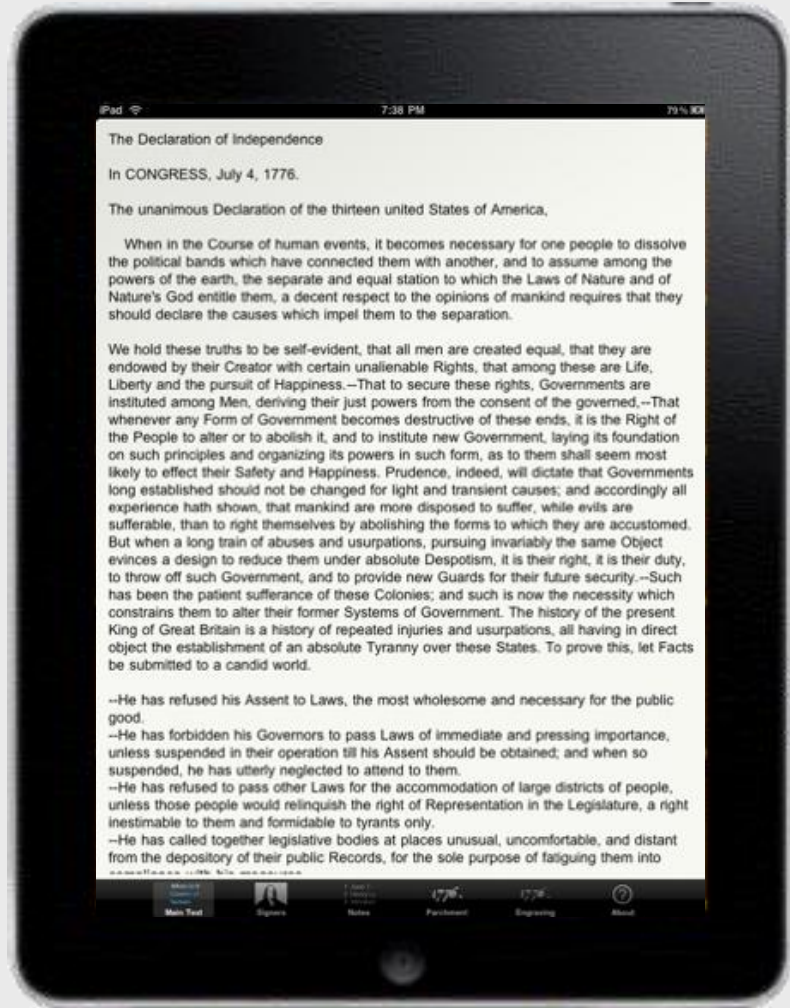 iPad 7:38 PM 79%
The Declaration of Independence
In CONGRESS, July 4, 1776.
The unanimous Declaration of the thirteen united States of America,
When in the Course of human events, it becomes necessary for one people to dissolve
the political bands which have connected them with another, and to assume among the
powers of the earth, the separate and equal station to which the Laws of Nature and of
Nature's God entitle them, a decent respect to the opinions of mankind requires that they
should declare the causes which impel them to the separation.
We hold these truths to be self-evident, that all men are created equal, that they are
endowed by their Creator with certain unalienable Rights, that among these are Life,
Liberty and the pursuit of Happiness.--That to secure these rights, Governments are
instituted among Men, deriving their just powers from the consent of the governed,--That
whenever any Form of Government becomes destructive of these ends, it is the Right of
the People to alter or to abolish it, and to institute new Government, laying its foundation
on such principles and organizing its powers in such form, as to them shall seem most
likely to effect their Safety and Happiness. Prudence, indeed, will dictate that Governments
long established should not be changed for light and transient causes; and accordingly all
experience hath shown, that mankind are more disposed to suffer, while evils are
sufferable, than to right themselves by abolishing the forms to which they are accustomed.
But when a long train of abuses and usurpations, pursuing invariably the same Object
evinces a design to reduce them under absolute Despotism, it is their right, it is their duty,
to throw off such Government, and to provide new Guards for their future security.--Such
has been the patient sufferance of these Colonies; and such is now the necessity which
constrains them to alter their former Systems of Government. The history of the present
King of Great Britain is a history of repeated injuries and usurpations, all having in direct
object the establishment of an absolute Tyranny over these States. To prove this, let Facts
be submitted to a candid world.
--He has refused his Assent to Laws, the most wholesome and necessary for the public
good.
--He has forbidden his Governors to pass Laws of immediate and pressing importance,
unless suspended in their operation till his Assent should be obtained; and when so
suspended, he has utterly neglected to attend to them.
--He has refused to pass other Laws for the accommodation of large districts of people,
unless those people would relinquish the right of Representation in the Legislature, a right
inestimable to them and formidable to tyrants only.
--He has called together legislative bodies at places unusual, uncomfortable, and distant
from the depository of their public Records, for the sole purpose of fatiguing them into
1776. 1776. ?
Main Text Signers Notes Parchment Engraving About